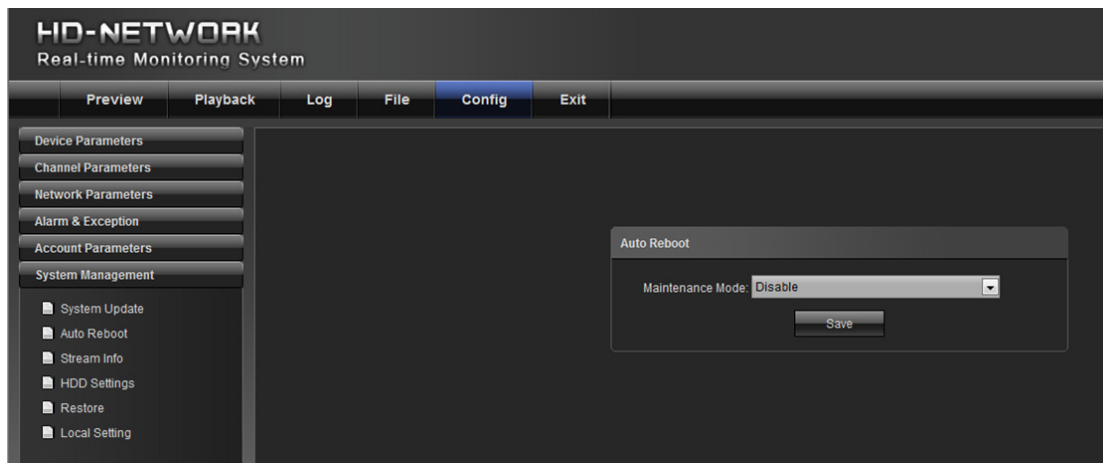 HD-NETWORK
Real-time Monitoring System
Preview Playback Log File Config Exit
Device Parameters
Channel Parameters
Network Parameters
Alarm & Exception
Account Parameters
System Management
System Update
Auto Reboot
Stream Info
HDD Settings
Restore
Local Setting
Auto Reboot
Maintenance Mode: Disable
Save